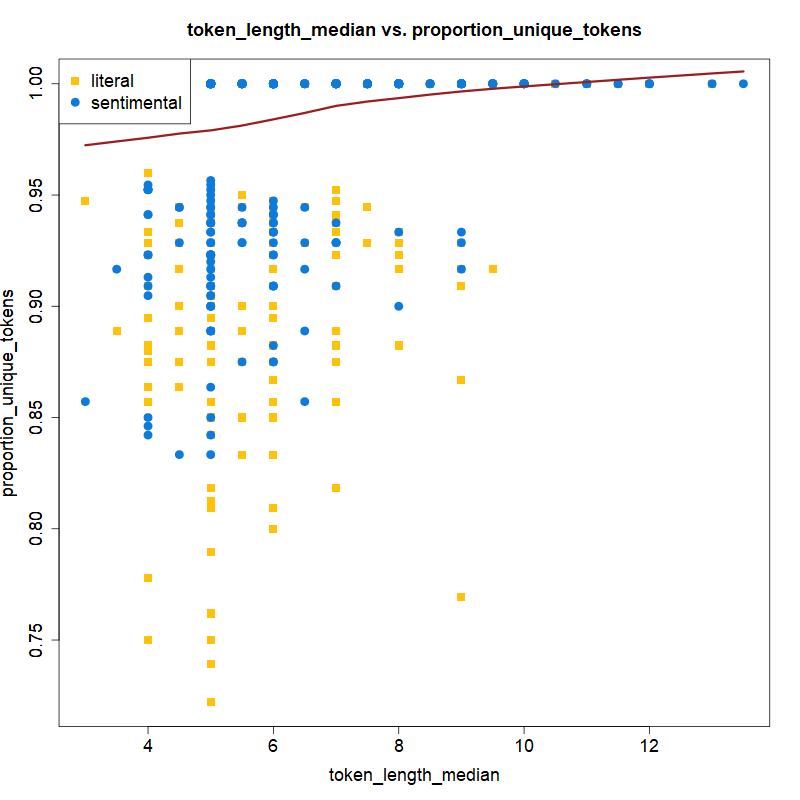 token_length_median vs. proportion_unique_tokens
literal
sentimental
proportion_unique_tokens
1.00
0.95
0.90
0.85
0.80
0.75
4 6 8 10 12
token_length_median